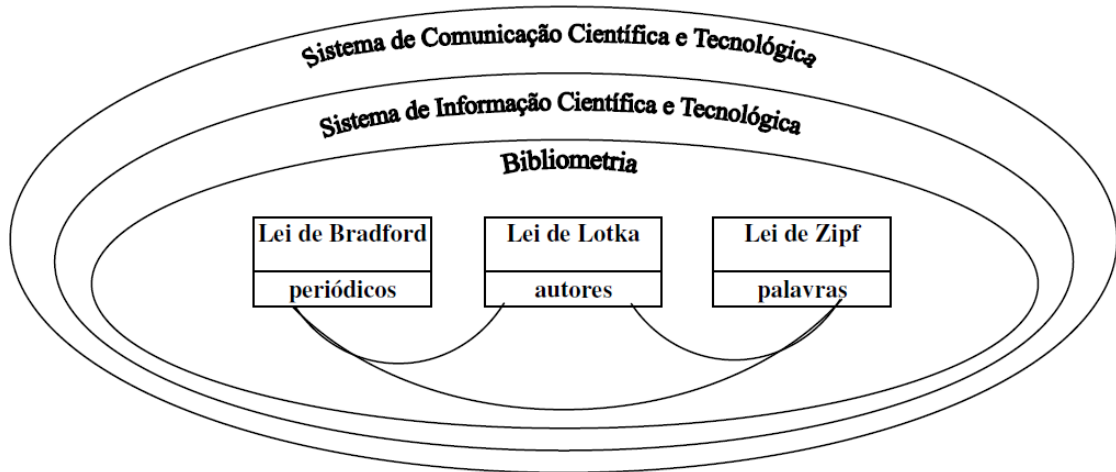 Sistema de Comunicação Científica e Tecnológica
Sistema de Informação Científica e Tecnológica
Bibliometria
Lei de Bradford
Lei de Lotka
Lei de Zipf
periódicos
autores
palavras